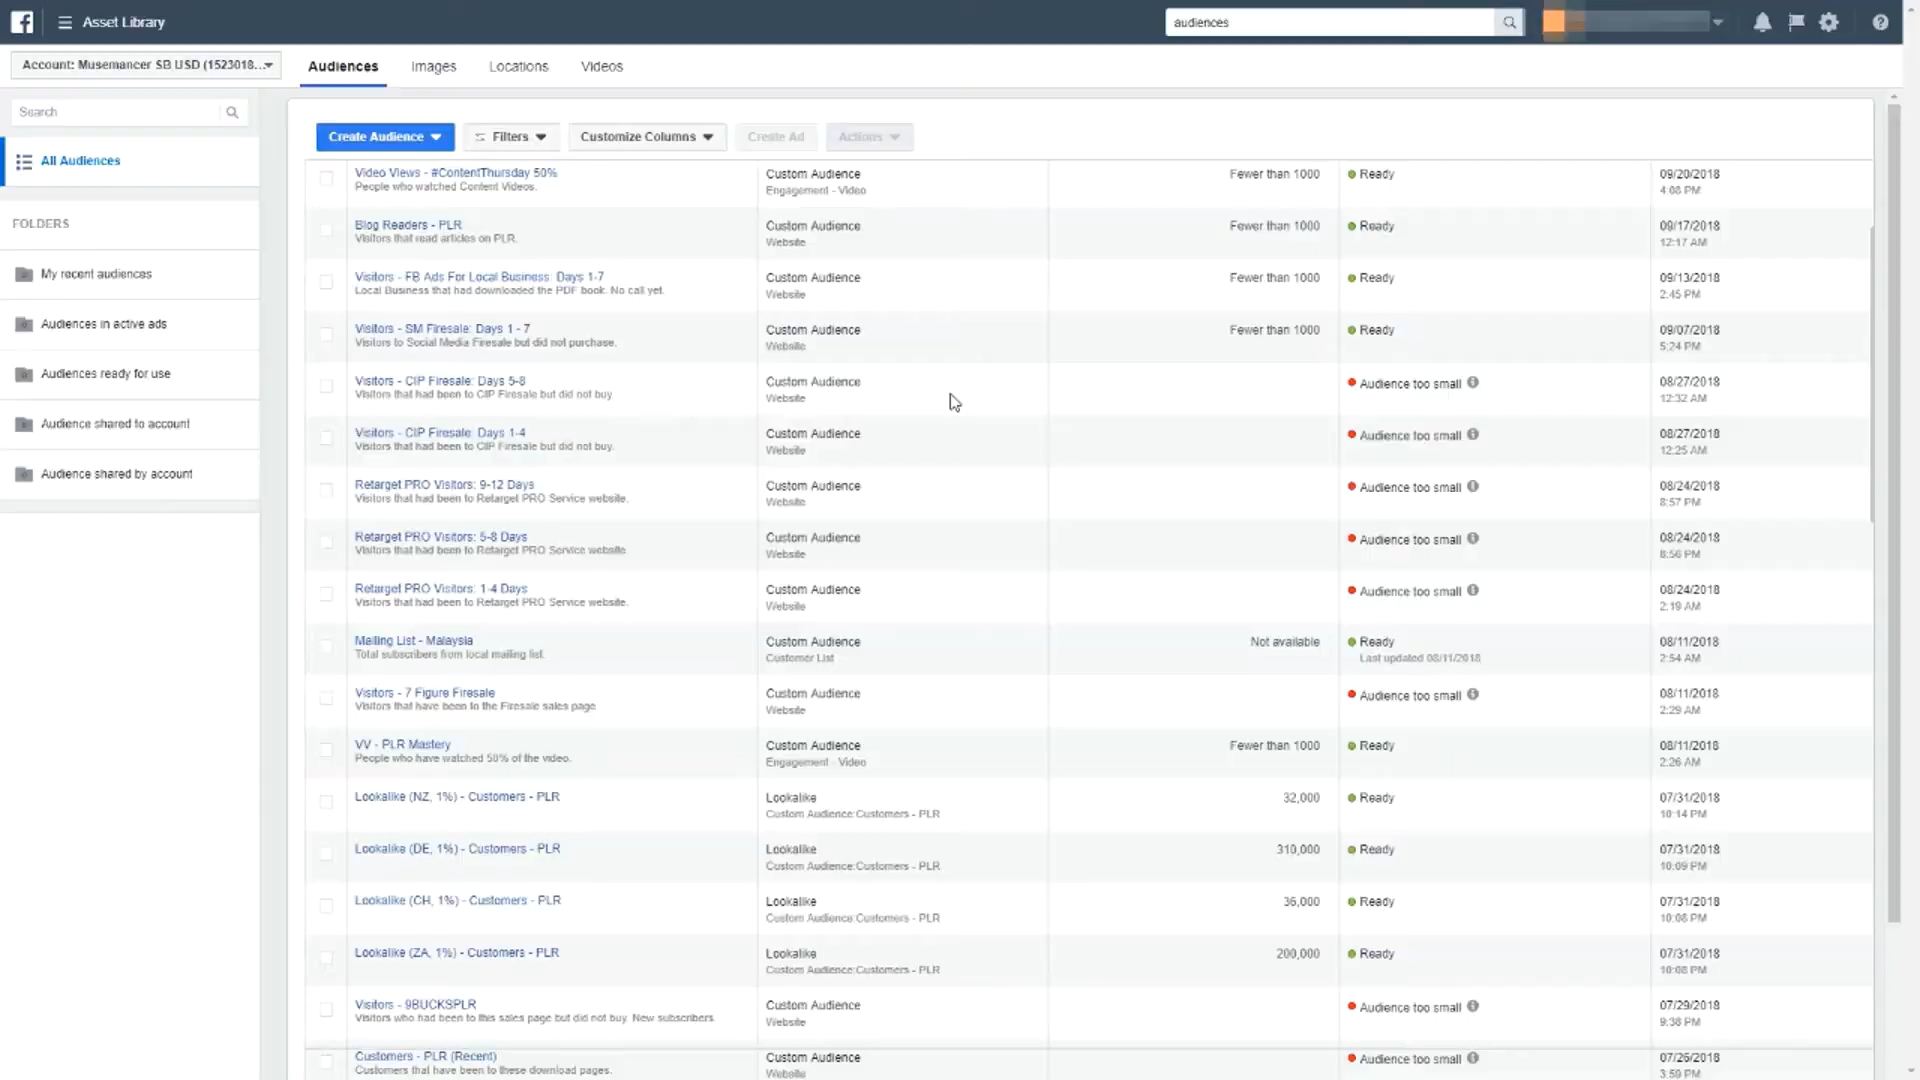 Asset Library
audiences
Account: Musemancer SB USD (1523018...
Audiences
Images
Locations
Videos
Search
All Audiences
FOLDERS
My recent audiences
Audiences in active ads
Audiences ready for use
Audience shared to account
Audience shared by account
Create Audience
Filters
Customize Columns
Create Ad
Actions
Video Views - #ContentThursday 50% Custom Audience Fewer than 1000 Ready 09/20/2018
People who watched Content Videos. Engagement - Video 4:08 PM
Blog Readers - PLR Custom Audience Fewer than 1000 Ready 09/17/2018
Visitors that read articles on PLR. Website 12:17 AM
Visitors - FB Ads For Local Business: Days 1-7 Custom Audience Fewer than 1000 Ready 09/13/2018
Local Business that had downloaded the PDF book. No call yet. Website 2:45 PM
Visitors - SM Firesale: Days 1 - 7 Custom Audience Fewer than 1000 Ready 09/07/2018
Visitors to Social Media Firesale but did not purchase. Website 5:24 PM
Visitors - CIP Firesale: Days 5-8 Custom Audience Audience too small 08/27/2018
Visitors that had been to CIP Firesale but did not buy Website 12:32 AM
Visitors - CIP Firesale: Days 1-4 Custom Audience Audience too small 08/27/2018
Visitors that had been to CIP Firesale but did not buy. Website 12:25 AM
Retarget PRO Visitors: 9-12 Days Custom Audience Audience too small 08/24/2018
Visitors that had been to Retarget PRO Service website. Website 8:57 PM
Retarget PRO Visitors: 5-8 Days Custom Audience Audience too small 08/24/2018
Visitors that had been to Retarget PRO Service website Website 8:56 PM
Retarget PRO Visitors: 1-4 Days Custom Audience Audience too small 08/24/2018
Visitors that had been to Retarget PRO Service website. Website 2:19 AM
Mailing List - Malaysia Custom Audience Not available Ready 08/11/2018
Total subscribers from local mailing list. Customer List Last updated 08/11/2018 2:54 AM
Visitors - 7 Figure Firesale Custom Audience Audience too small 08/11/2018
Visitors that have been to the Firesale sales page Website 2:29 AM
VV - PLR Mastery Custom Audience Fewer than 1000 Ready 08/11/2018
People who have watched 50% of the video. Engagement - Video 2:26 AM
Lookalike (NZ, 1%) - Customers - PLR Lookalike 32,000 Ready 07/31/2018
Custom Audience:Customers - PLR 10:14 PM
Lookalike (DE, 1%) - Customers - PLR Lookalike 310,000 Ready 07/31/2018
Custom Audience:Customers - PLR 10:09 PM
Lookalike (CH, 1%) - Customers - PLR Lookalike 36,000 Ready 07/31/2018
Custom Audience:Customers - PLR 10:08 PM
Lookalike (ZA, 1%) - Customers - PLR Lookalike 200,000 Ready 07/31/2018
Custom Audience:Customers - PLR 10:08 PM
Visitors - 9BUCKSPLR Custom Audience Audience too small 07/29/2018
Visitors who had been to this sales page but did not buy. New subscribers. Website 9:38 PM
Customers - PLR (Recent) Custom Audience Audience too small 07/26/2018
Customers that have been to these download pages. Website 3:59 PM